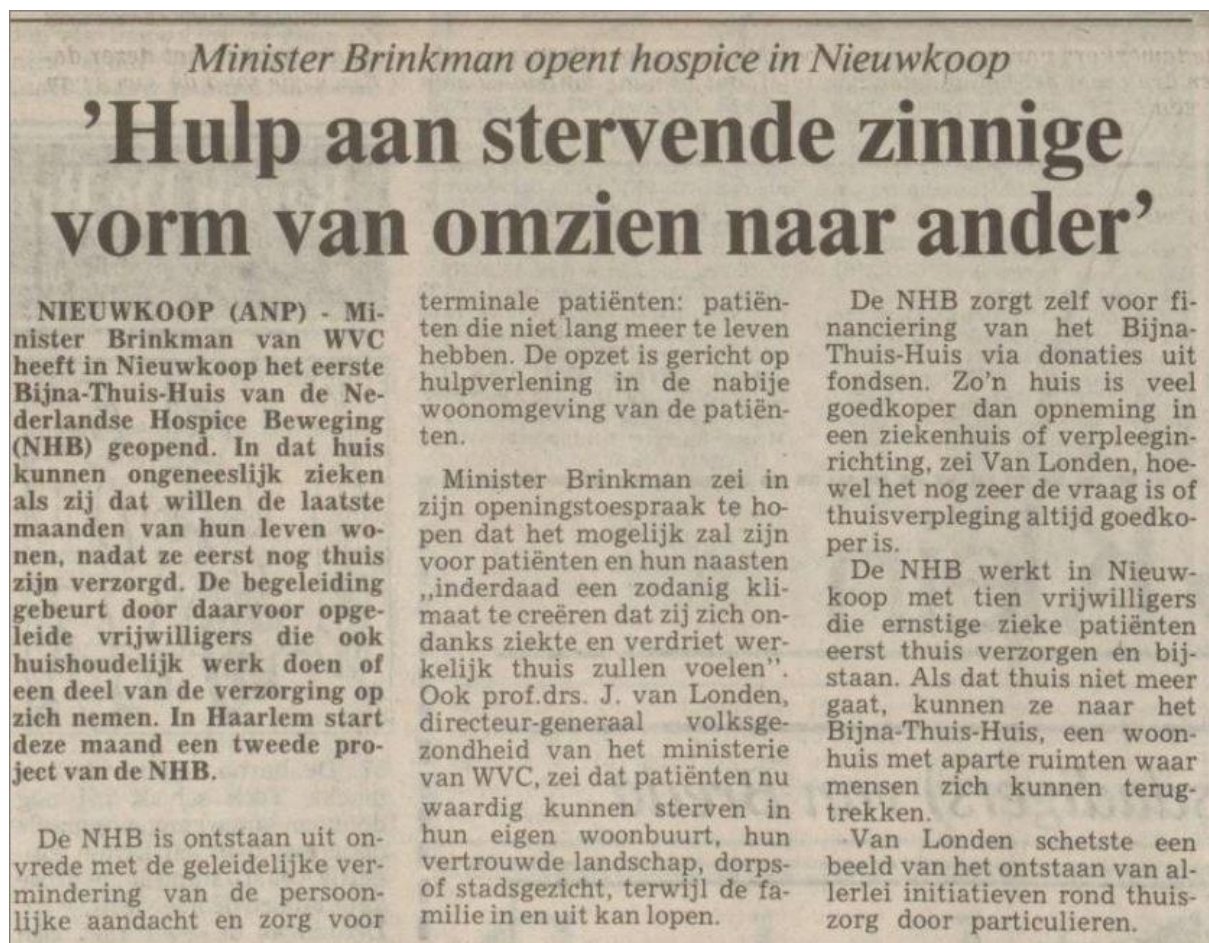 Minister Brinkman opent hospice in Nieuwkoop
’Hulp aan stervende zinnige
vorm van omzien naar ander’
NIEUWKOOP (ANP) - Mi-
nister Brinkman van WVC
heeft in Nieuwkoop het eerste
Bijna-Thuis-Huis van de Ne-
derlandse Hospice Beweging
(NHB) geopend. In dat huis
kunnen ongeneeslijk zieken
als zij dat willen de laatste
maanden van hun leven wo-
nen, nadat ze eerst nog thuis
zijn verzorgd. De begeleiding
gebeurt door daarvoor opge-
leide vrijwilligers die ook
huishoudelijk werk doen of
een deel van de verzorging op
zich nemen. In Haarlem start
deze maand een tweede pro-
ject van de NHB.
De NHB is ontstaan uit on-
vrede met de geleidelijke ver-
mindering van de persoon-
lijke aandacht en zorg voor
terminale patiënten: patiën-
ten die niet lang meer te leven
hebben. De opzet is gericht op
hulpverlening in de nabije
woonomgeving van de patiën-
ten.
Minister Brinkman zei in
zijn openingstoespraak te ho-
pen dat het mogelijk zal zijn
voor patiënten en hun naasten
„inderdaad een zodanig kli-
maat te creëren dat zij zich on-
danks ziekte en verdriet wer-
kelijk thuis zullen voelen”.
Ook prof.drs. J. van Londen,
directeur-generaal volksge-
zondheid van het ministerie
van WVC, zei dat patiënten nu
waardig kunnen sterven in
hun eigen woonbuurt, hun
vertrouwde landschap, dorps-
of stadsgezicht, terwijl de fa-
milie in en uit kan lopen.
De NHB zorgt zelf voor fi-
nanciering van het Bijna-
Thuis-Huis via donaties uit
fondsen. Zo’n huis is veel
goedkoper dan opneming in
een ziekenhuis of verpleegin-
richting, zei Van Londen, hoe-
wel het nog zeer de vraag is of
thuisverpleging altijd goedko-
per is.
De NHB werkt in Nieuw-
koop met tien vrijwilligers
die ernstige zieke patiënten
eerst thuis verzorgen én bij-
staan. Als dat thuis niet meer
gaat, kunnen ze naar het
Bijna-Thuis-Huis, een woon-
huis met aparte ruimten waar
mensen zich kunnen terug-
trekken.
Van Londen schetste een
beeld van het ontstaan van al-
lerlei initiatieven rond thuis-
zorg door particulieren.